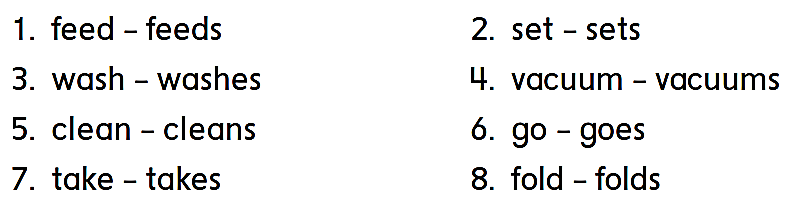 1. feed – feeds 2. set – sets
3. wash – washes 4. vacuum – vacuums
5. clean – cleans 6. go – goes
7. take – takes 8. fold – folds